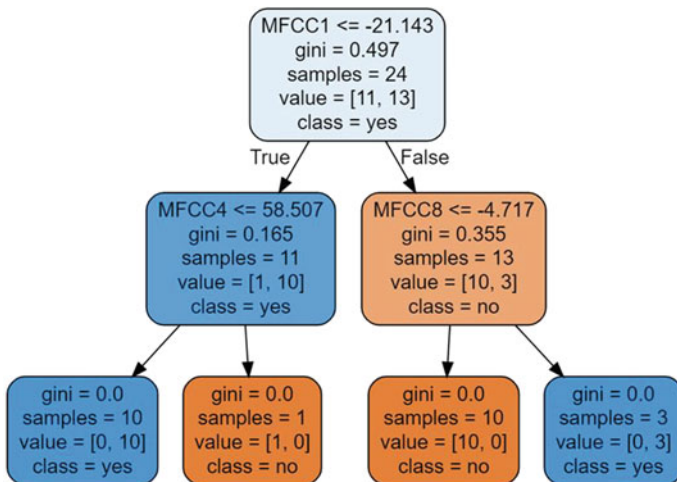 MFCC1 <= -21.143
gini = 0.497
samples = 24
value = [11, 13]
class = yes
True
False
MFCC4 <= 58.507
gini = 0.165
samples = 11
value = [1, 10]
class = yes
MFCC8 <= -4.717
gini = 0.355
samples = 13
value = [10, 3]
class = no
gini = 0.0
samples = 10
value = [0, 10]
class = yes
gini = 0.0
samples = 1
value = [1, 0]
class = no
gini = 0.0
samples = 10
value = [10, 0]
class = no
gini = 0.0
samples = 3
value = [0, 3]
class = yes